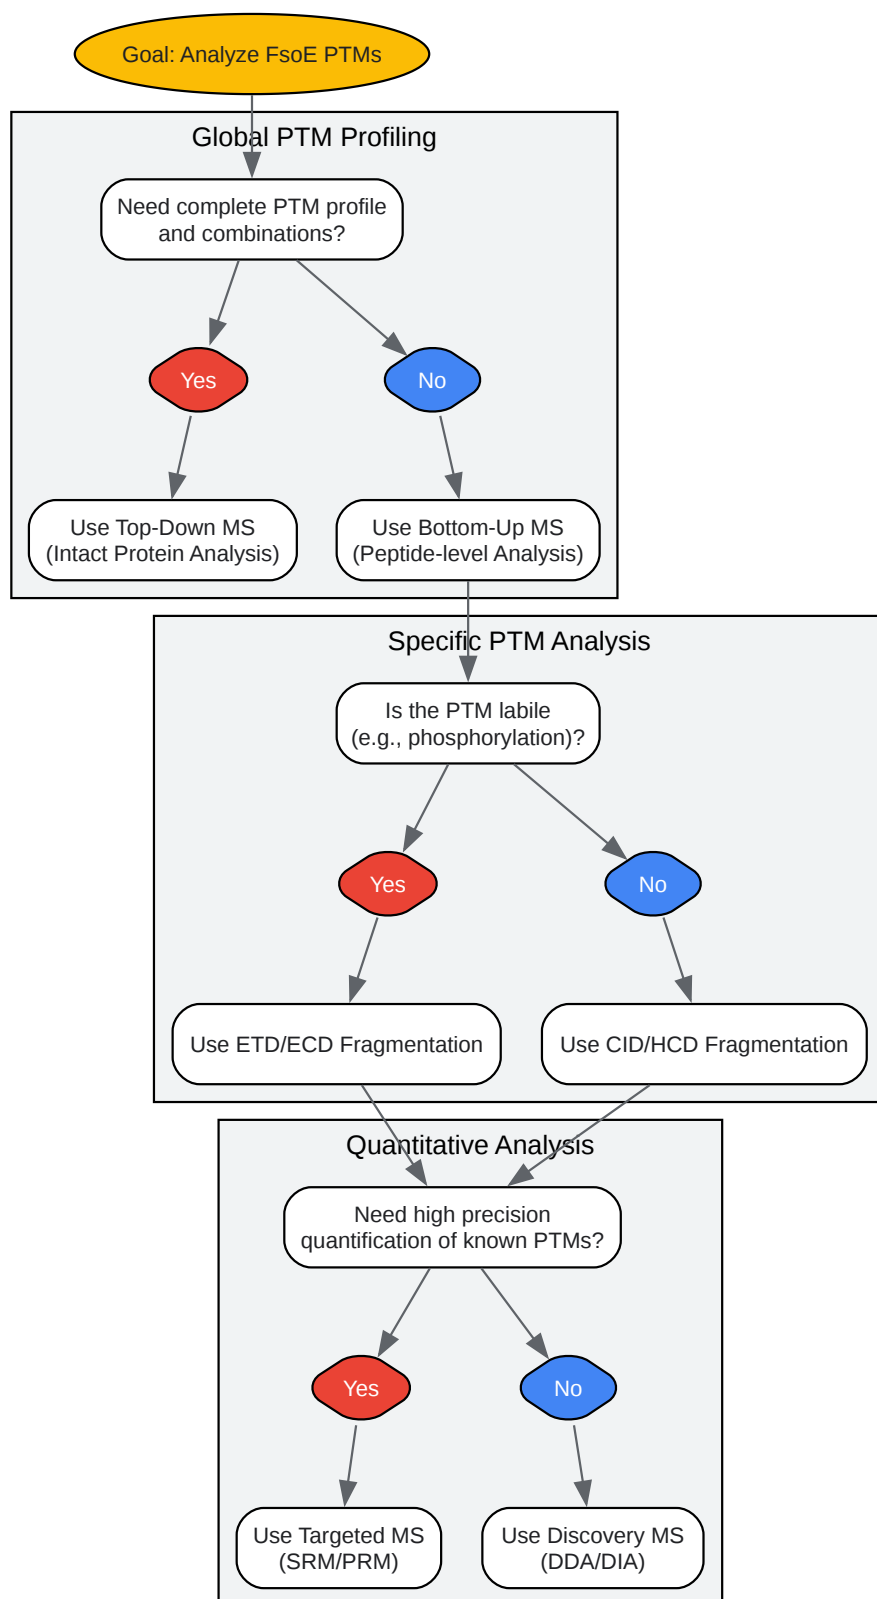 Goal: Analyze FsoE PTMs
Global PTM Profiling
Need complete PTM profile
and combinations?
Yes
No
Use Top-Down MS
(Intact Protein Analysis)
Use Bottom-Up MS
(Peptide-level Analysis)
Specific PTM Analysis
Is the PTM labile
(e.g., phosphorylation)?
Yes
No
Use ETD/ECD Fragmentation
Use CID/HCD Fragmentation
Quantitative Analysis
Need high precision
quantification of known PTMs?
Yes
No
Use Targeted MS
(SRM/PRM)
Use Discovery MS
(DDA/DIA)